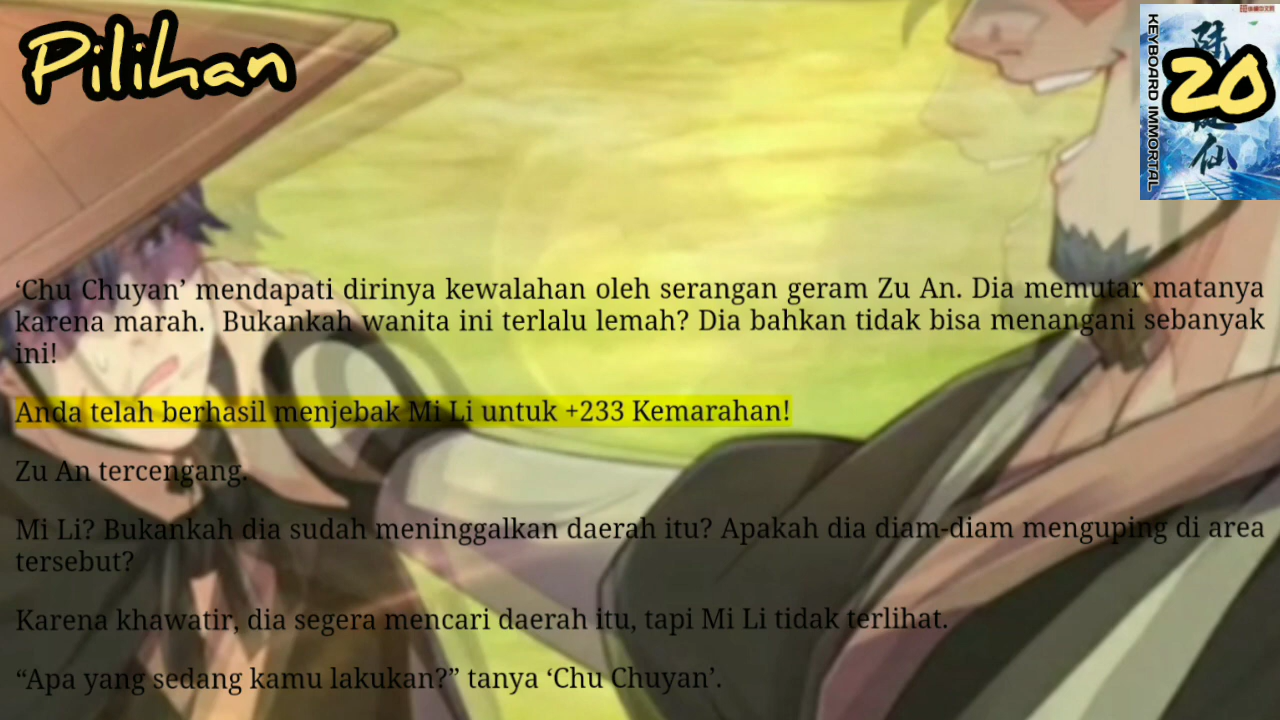 Pilihan
20
KEYBOARD IMMORTAL
仙
‘Chu Chuyan’ mendapati dirinya kewalahan oleh serangan geram Zu An. Dia memutar matanya
karena marah.  Bukankah wanita ini terlalu lemah? Dia bahkan tidak bisa menangani sebanyak
ini!
Anda telah berhasil menjebak Mi Li untuk +233 Kemarahan!
Zu An tercengang.
Mi Li? Bukankah dia sudah meninggalkan daerah itu? Apakah dia diam-diam menguping di area
tersebut?
Karena khawatir, dia segera mencari daerah itu, tapi Mi Li tidak terlihat.
“Apa yang sedang kamu lakukan?” tanya ‘Chu Chuyan’.